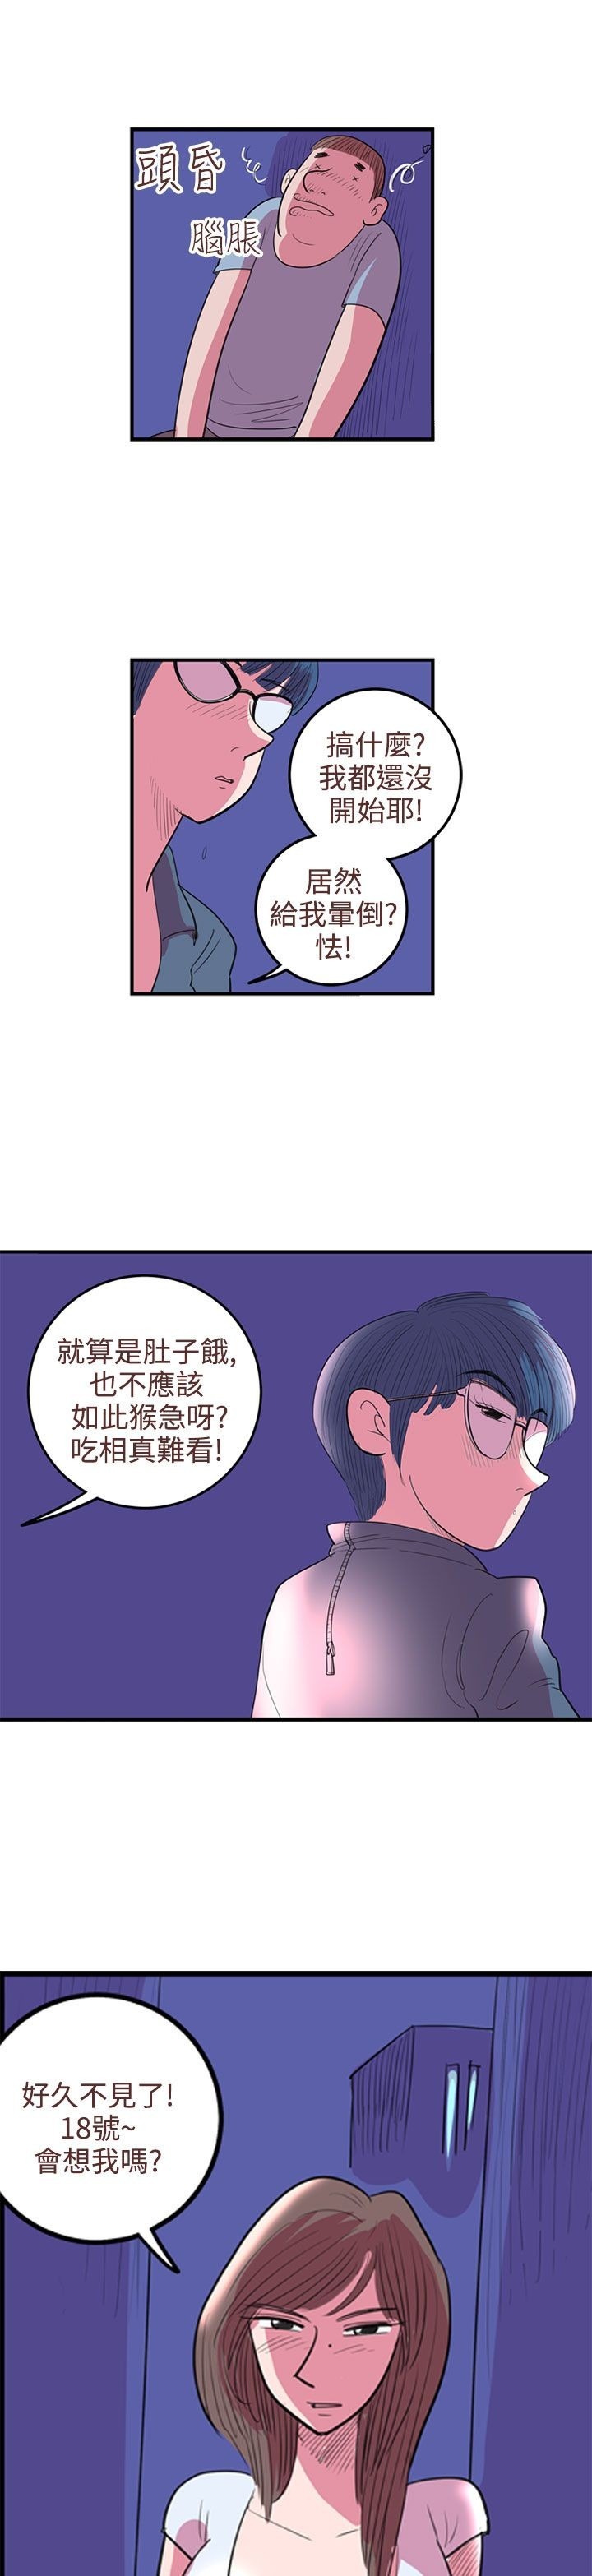 頭昏
腦脹
搞什麼?
我都還沒
開始耶!
居然
給我暈倒?
怯!
就算是肚子餓,
也不應該
如此猴急呀?
吃相真難看!
好久不見了!
18號~
會想我嗎?